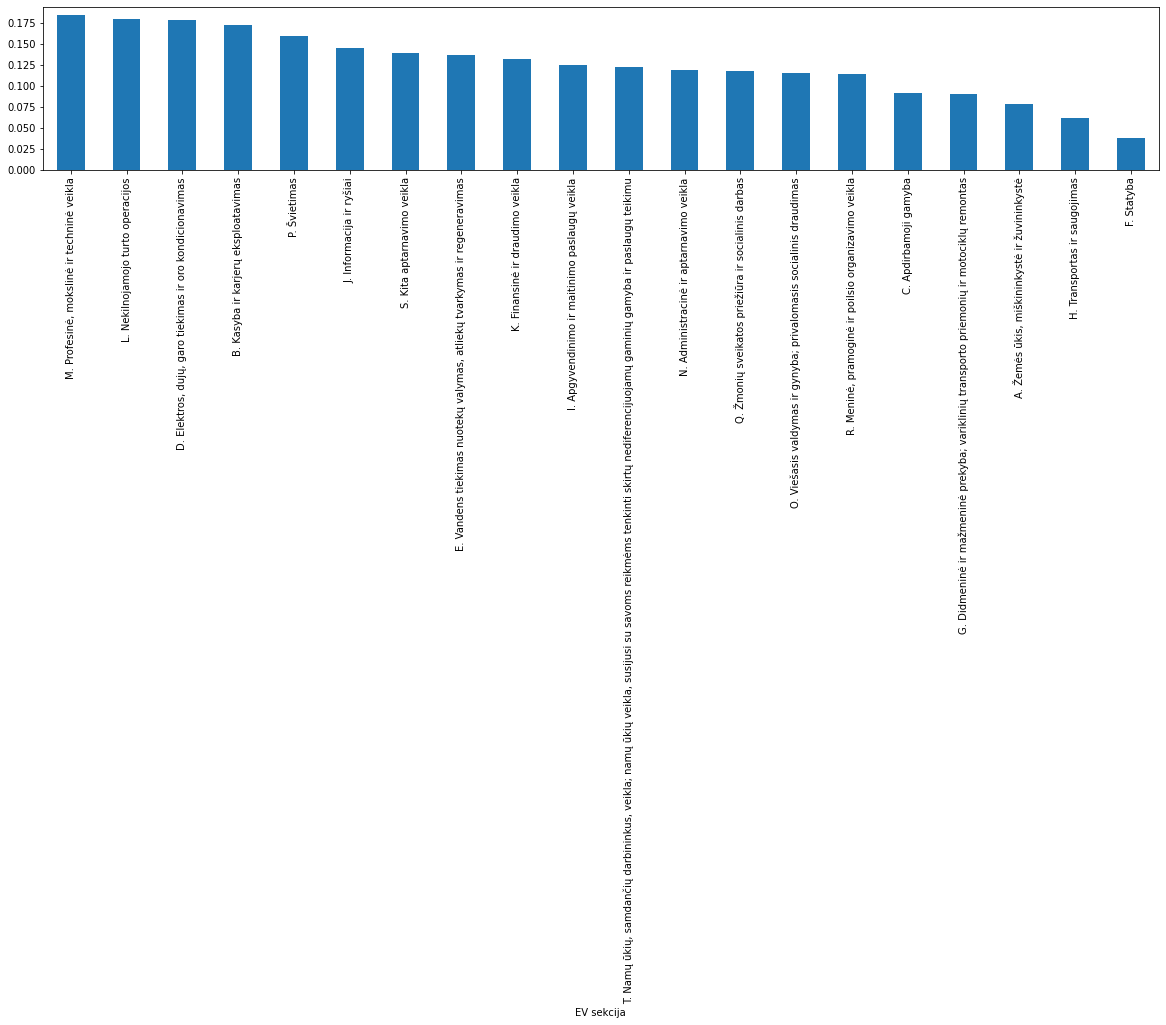 0.175
0.150
0.125
0.100
0.075
0.050
0.025
0.000
M. Profesinė, mokslinė ir techninė veikla
L. Nekilnojamojo turto operacijos
D. Elektros, dujų, garo tiekimas ir oro kondicionavimas
B. Kasyba ir karjerų eksploatavimas
P. Švietimas
J. Informacija ir ryšiai
S. Kita aptarnavimo veikla
E. Vandens tiekimas nuotekų valymas, atliekų tvarkymas ir regeneravimas
K. Finansinė ir draudimo veikla
I. Apgyvendinimo ir maitinimo paslaugų veikla
T. Namų ūkių, samdančių darbininkus, veikla; namų ūkių veikla, susijusi su savoms reikmėms tenkinti skirtų nediferencijuojamų gaminių gamyba ir paslaugų teikimu
N. Administracinė ir aptarnavimo veikla
Q. Žmonių sveikatos priežiūra ir socialinis darbas
O. Viešasis valdymas ir gynyba; privalomasis socialinis draudimas
R. Meninė, pramoginė ir poilsio organizavimo veikla
C. Apdirbamoji gamyba
G. Didmeninė ir mažmeninė prekyba; variklinių transporto priemonių ir motociklų remontas
A. Žemės ūkis, miškininkystė ir žuvininkystė
H. Transportas ir saugojimas
F. Statyba
EV sekcija